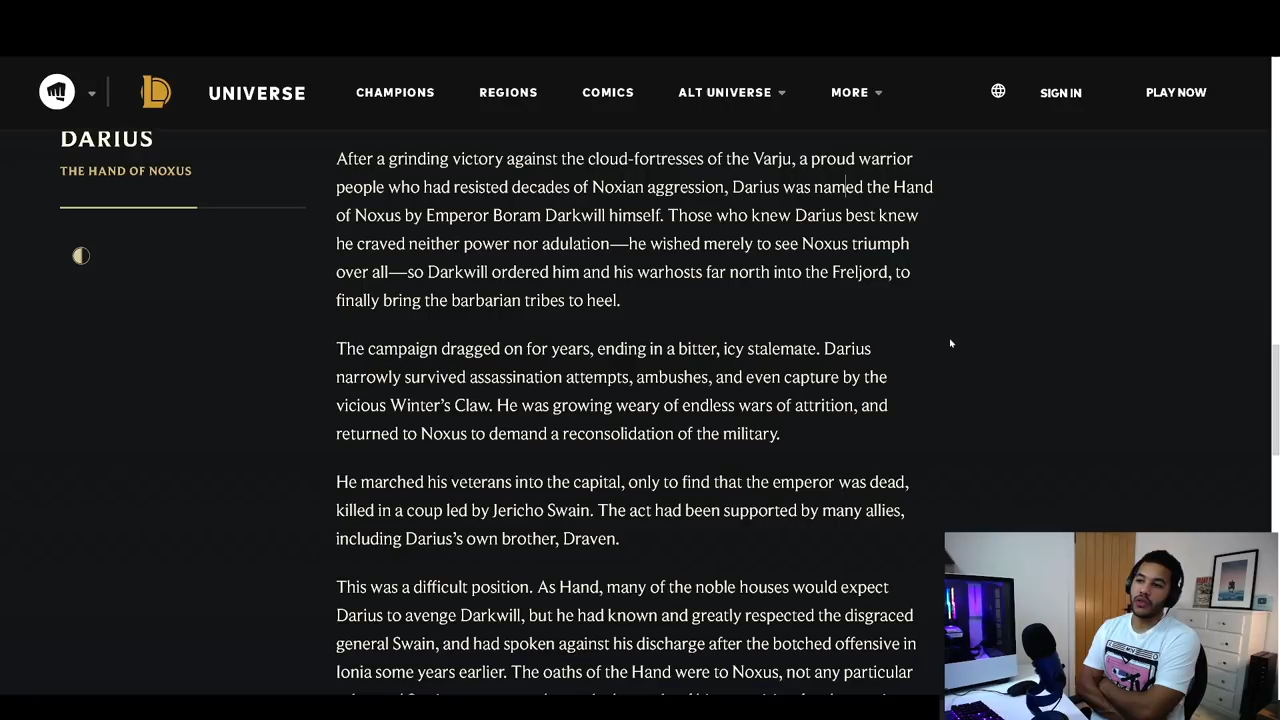 UNIVERSE
CHAMPIONS
REGIONS
COMICS
ALT UNIVERSE
MORE
SIGN IN
PLAY NOW
DARIUS
THE HAND OF NOXUS
After a grinding victory against the cloud-fortresses of the Varju, a proud warrior
people who had resisted decades of Noxian aggression, Darius was named the Hand
of Noxus by Emperor Boram Darkwill himself. Those who knew Darius best knew
he craved neither power nor adulation—he wished merely to see Noxus triumph
over all—so Darkwill ordered him and his warhosts far north into the Freljord, to
finally bring the barbarian tribes to heel.
The campaign dragged on for years, ending in a bitter, icy stalemate. Darius
narrowly survived assassination attempts, ambushes, and even capture by the
vicious Winter's Claw. He was growing weary of endless wars of attrition, and
returned to Noxus to demand a reconsolidation of the military.
He marched his veterans into the capital, only to find that the emperor was dead,
killed in a coup led by Jericho Swain. The act had been supported by many allies,
including Darius's own brother, Draven.
This was a difficult position. As Hand, many of the noble houses would expect
Darius to avenge Darkwill, but he had known and greatly respected the disgraced
general Swain, and had spoken against his discharge after the botched offensive in
Ionia some years earlier. The oaths of the Hand were to Noxus, not any particular